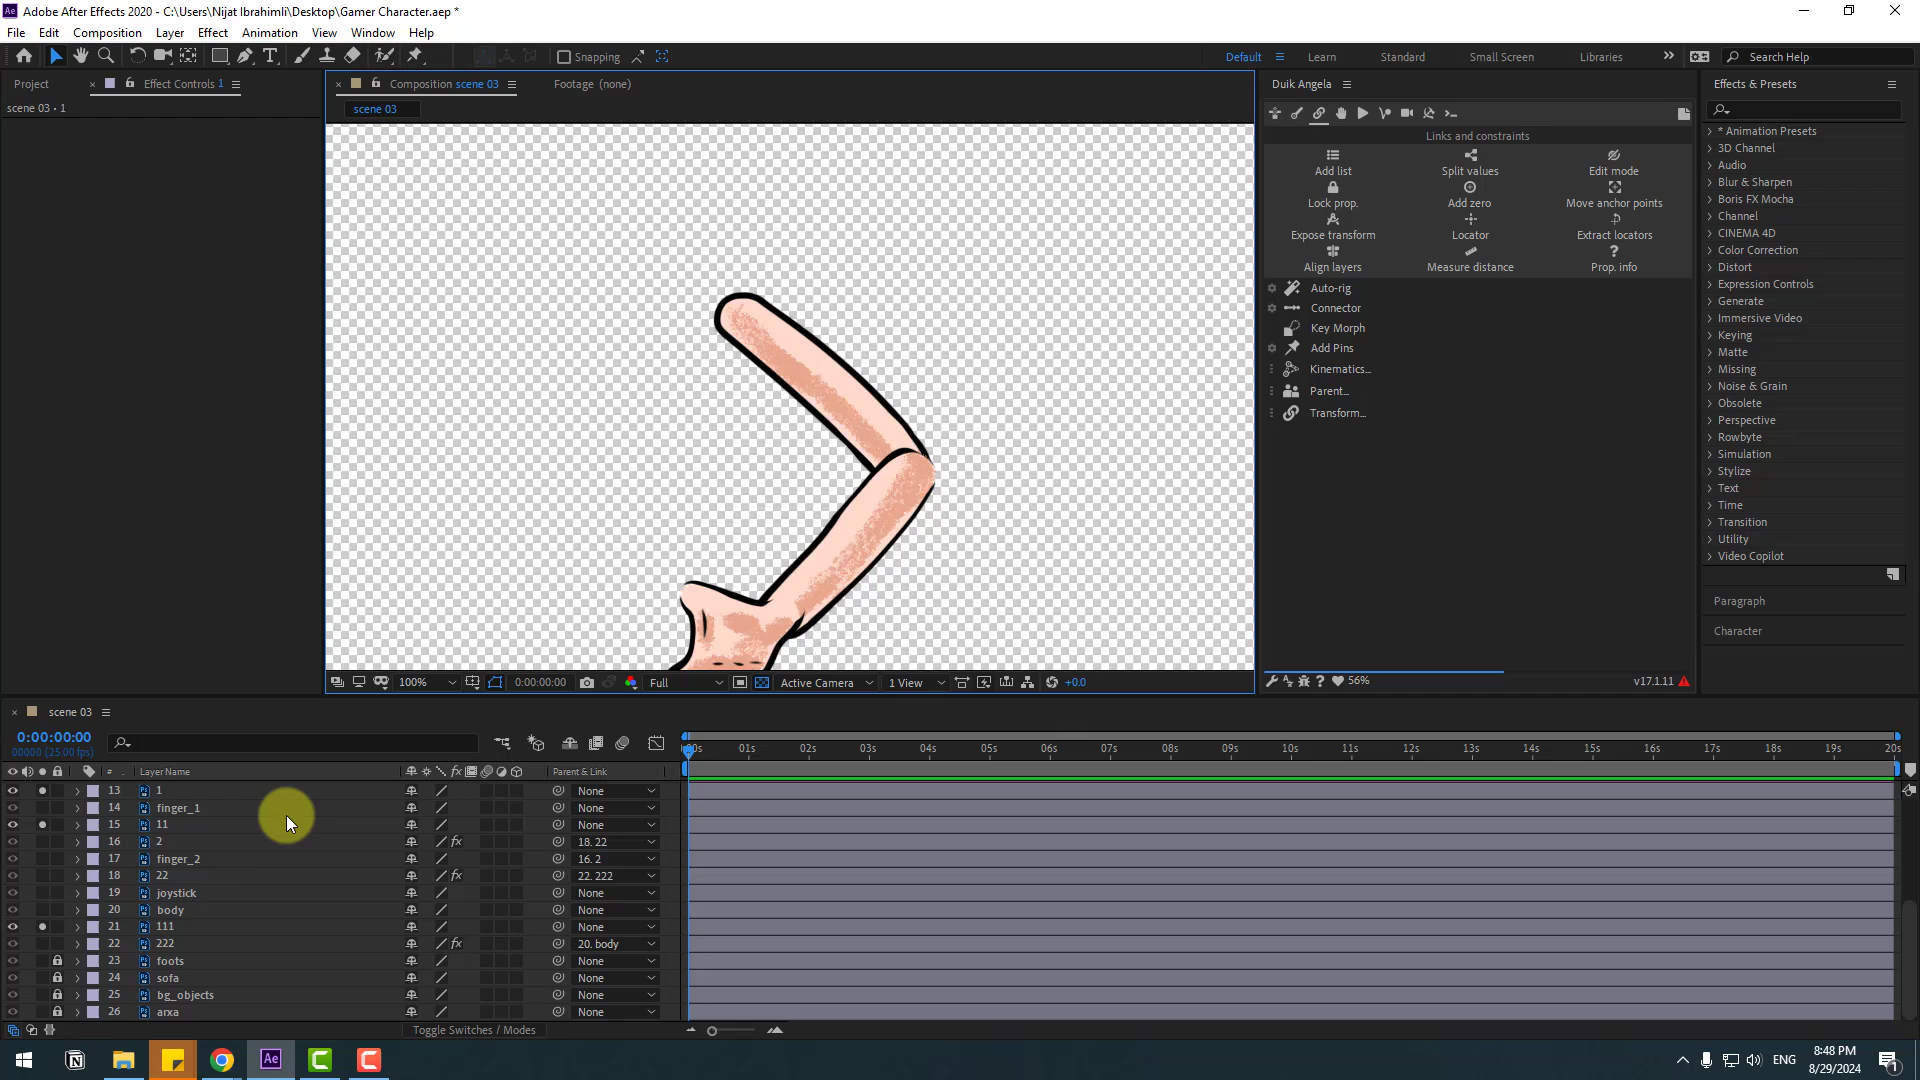 Adobe After Effects 2020 - C:\Users\Nijat Ibrahimli\Desktop\Gamer Character.aep *
File Edit Composition Layer Effect Animation View Window Help
Snapping Default Learn Standard Small Screen Libraries Search Help
Project Effect Controls 1 Composition scene 03 Footage (none) Duik Angela Effects & Presets
scene 03 • 1 scene 03
Links and constraints
Add list Split values Edit mode
Lock prop. Add zero Move anchor points
Expose transform Locator Extract locators
Align layers Measure distance Prop. info
Auto-rig
Connector
Key Morph
Add Pins
Kinematics...
Parent...
Transform...
* Animation Presets
3D Channel
Audio
Blur & Sharpen
Boris FX Mocha
Channel
CINEMA 4D
Color Correction
Distort
Expression Controls
Generate
Immersive Video
Keying
Matte
Missing
Noise & Grain
Obsolete
Perspective
Rowbyte
Simulation
Stylize
Text
Time
Transition
Utility
Video Copilot
Paragraph
Character
100% 0:00:00:00 Full Active Camera 1 View +0.0
56% v17.1.11
scene 03
0:00:00:00
00000 (25.00 fps)
00s 01s 02s 03s 04s 05s 06s 07s 08s 09s 10s 11s 12s 13s 14s 15s 16s 17s 18s 19s 20s
# Layer Name fx Parent & Link
13 1 None
14 finger_1 None
15 11 None
16 2 fx 18. 22
17 finger_2 16. 2
18 22 fx 22. 222
19 joystick None
20 body None
21 111 None
22 222 fx 20. body
23 foots None
24 sofa None
25 bg_objects None
26 arxa None
Toggle Switches / Modes
Ae ENG 8:48 PM
8/29/2024